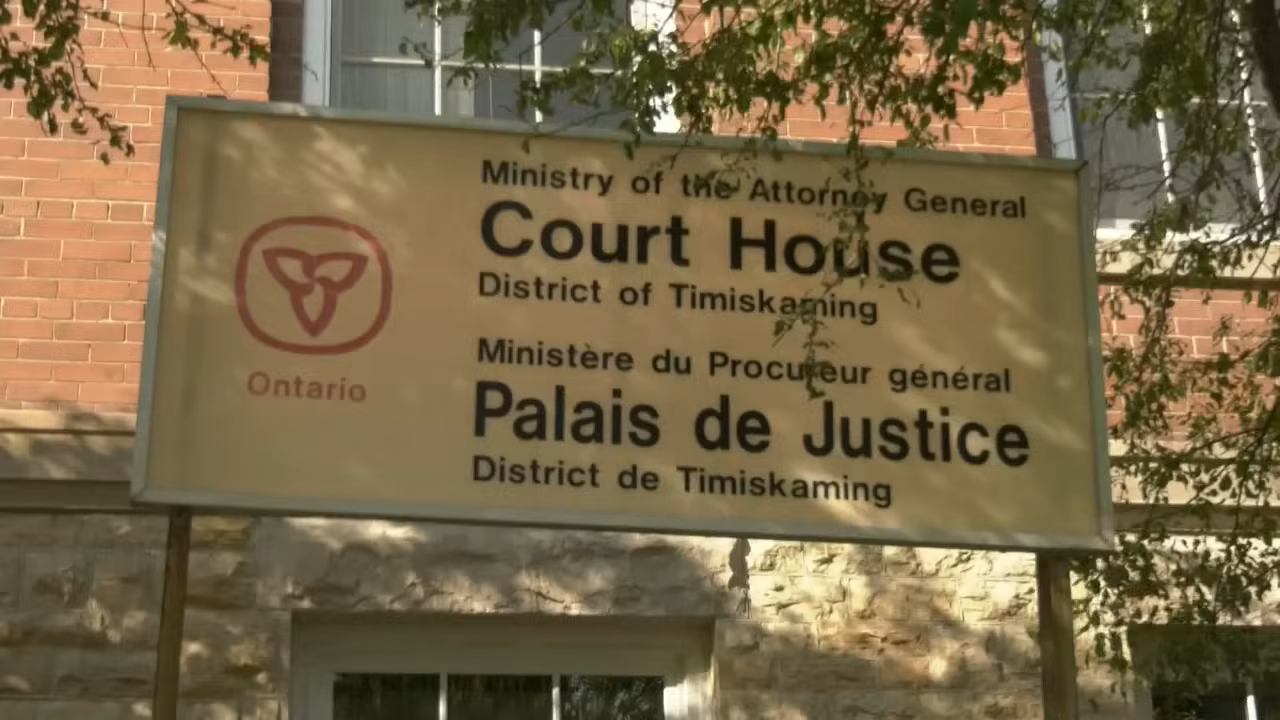 Ministry of the Attorney General
Court House
District of Timiskaming
Ontario
Ministère du Procureur général
Palais de Justice
District de Timiskaming